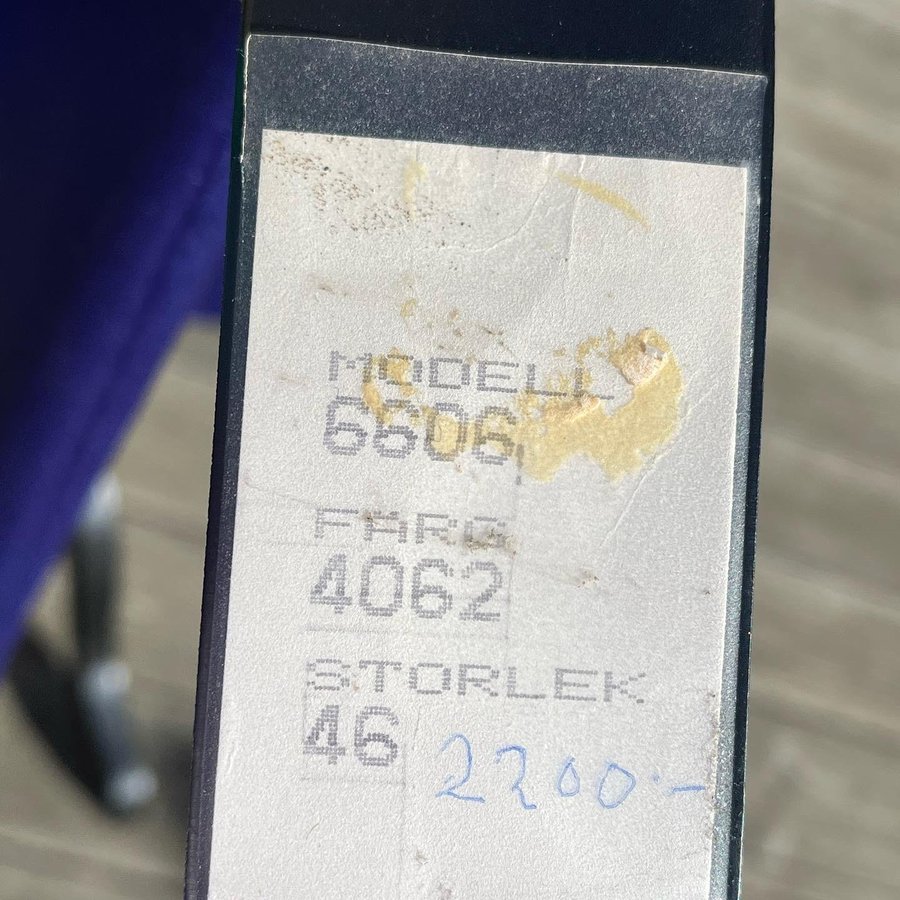 MODELL
6606
FÄRG
4062
STORLEK
46
2200:-